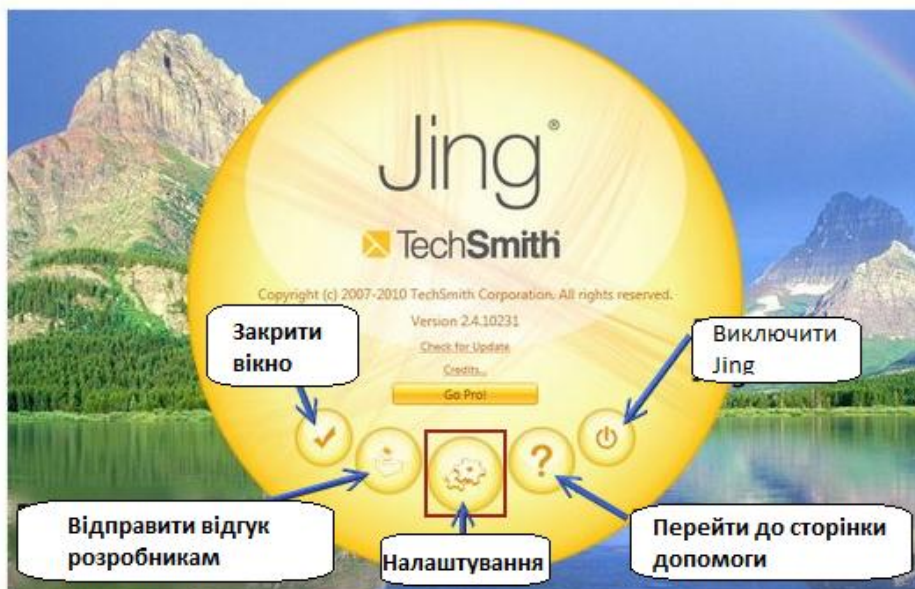 Jing®
TechSmith
Copyright (c) 2007-2010 TechSmith Corporation. All rights reserved.
Version 2.4.10231
Check for Update
Credits...
Go Pro!
Закрити
вікно
Виключити
Jing
?
Відправити відгук
розробникам
Налаштування
Перейти до сторінки
допомоги